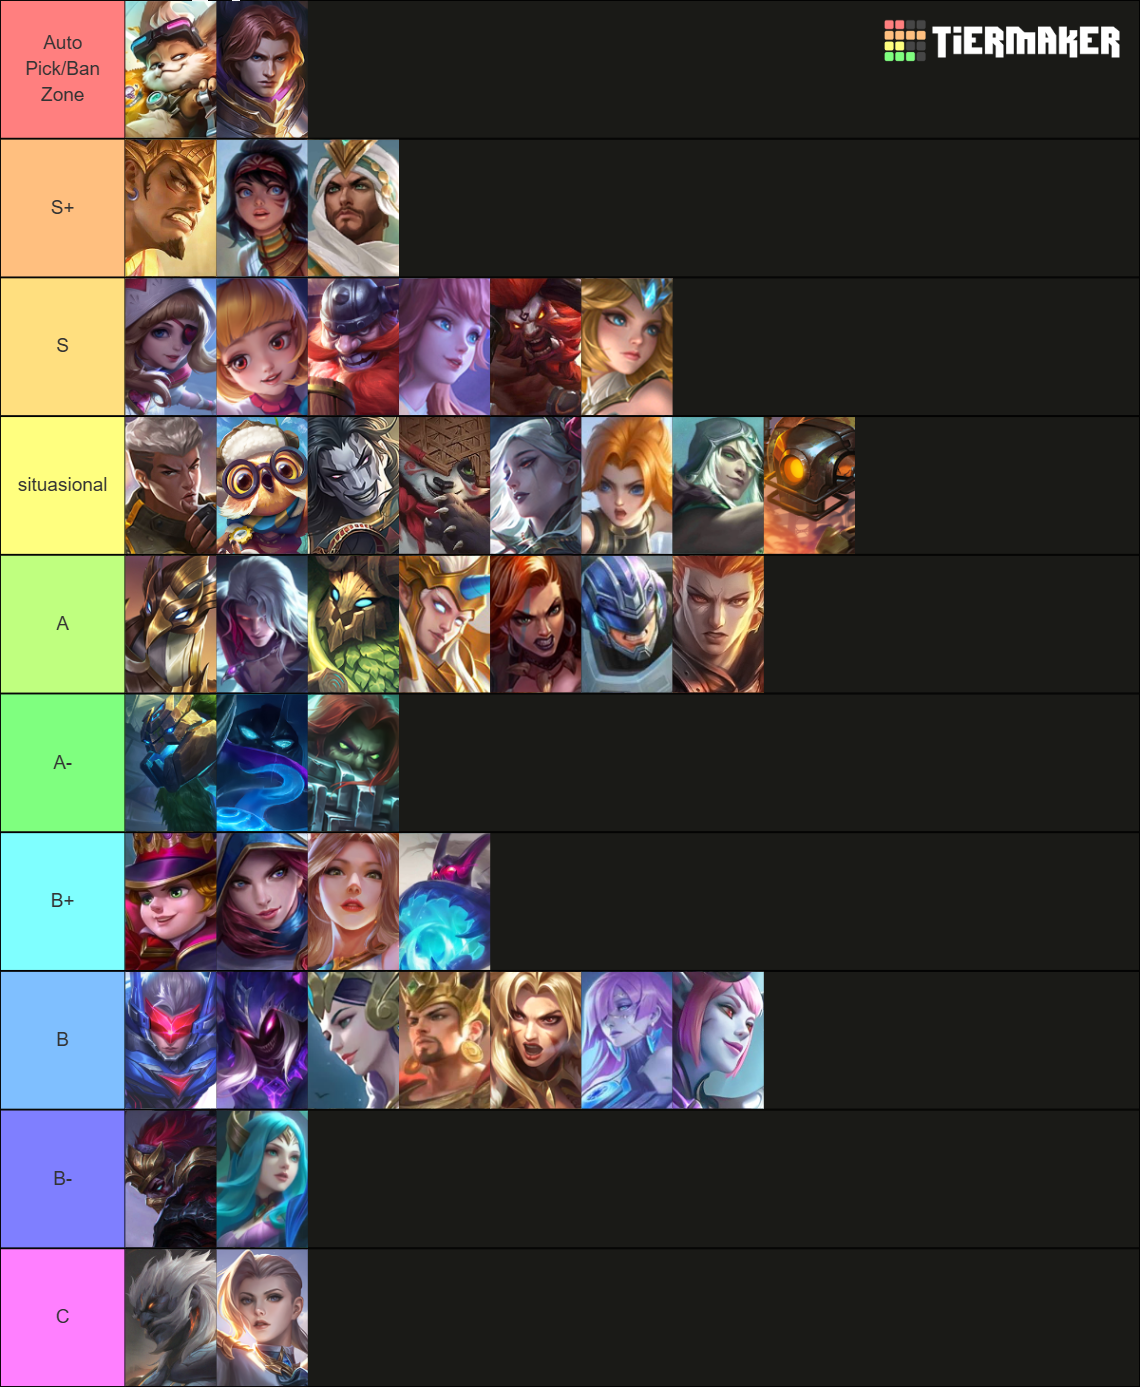 Auto
Pick/Ban
Zone
TiERMAKER
S+
S
situasional
A
A-
B+
B
B-
C